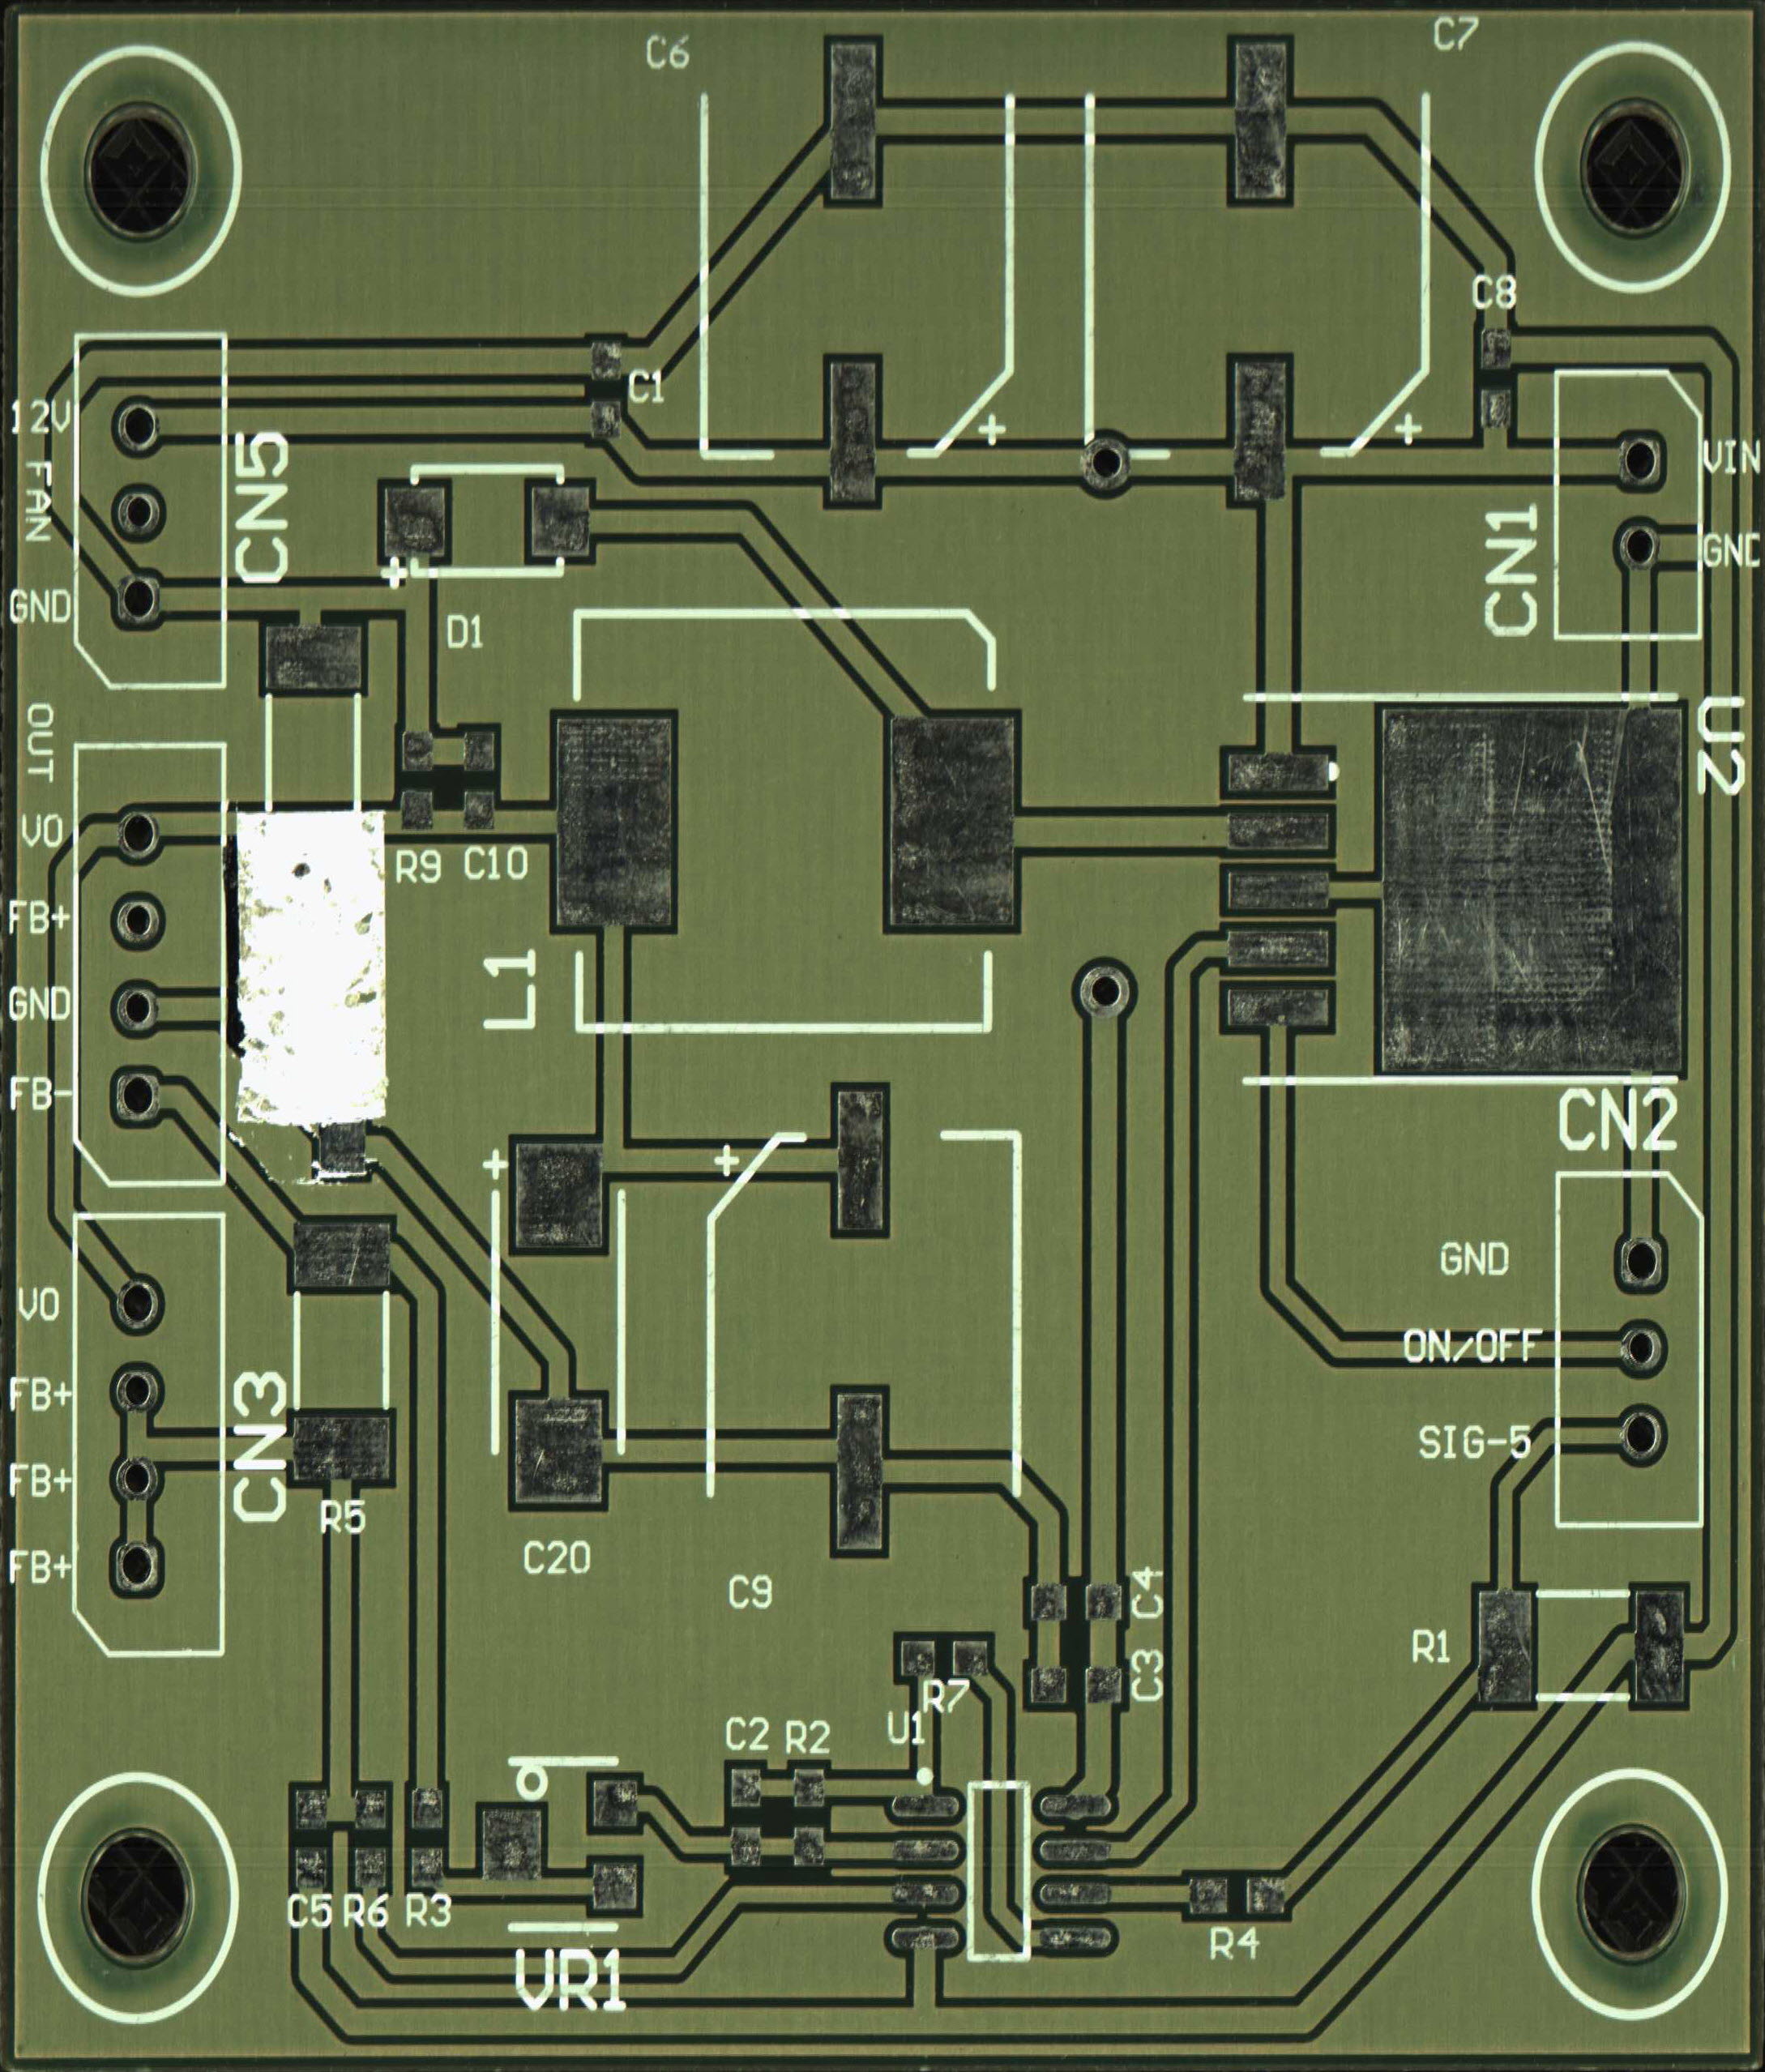 C6
C7
C8
C1
12V
FAN
GND
CN5
VIN
GND
CN1
D1
OUT
U2
VO
FB+
GND
FB-
R9
C10
L1
CN2
GND
ON/OFF
SIG-5
VO
FB+
FB+
FB+
CN3
R5
C20
C9
C4
C3
R1
R7
U1
C2
R2
C5
R6
R3
VR1
R4
+
+
+
+
+